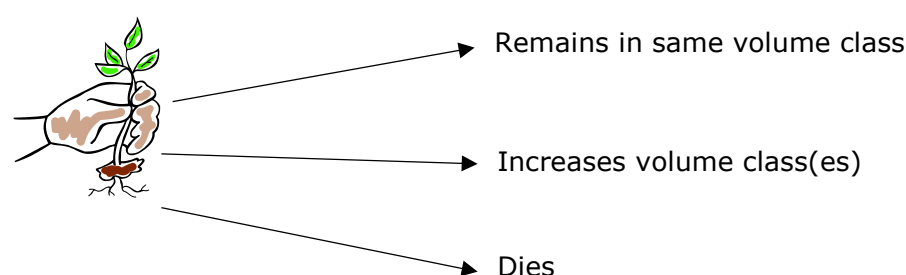 Remains in same volume class
Increases volume class(es)
Dies